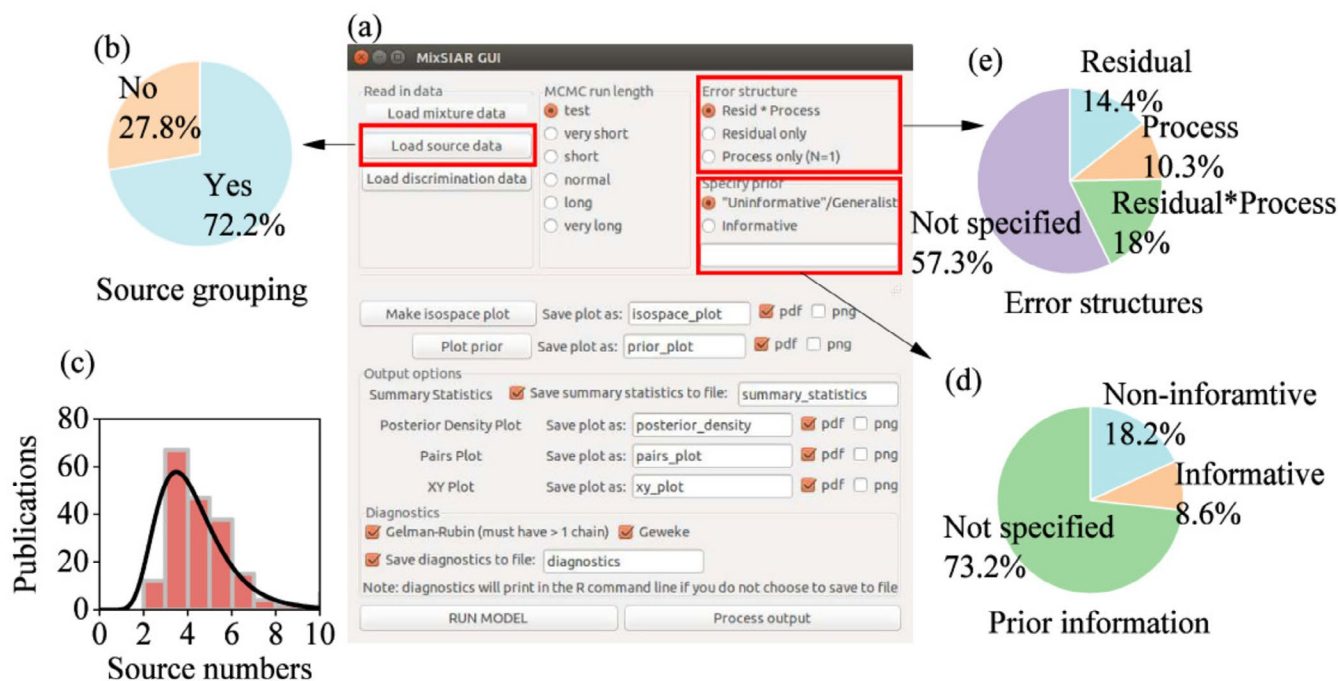 (a)
MixSIAR GUI
Read in data
Load mixture data
Load source data
Load discrimination data
MCMC run length
test
very short
short
normal
long
very long
Error structure
Resid * Process
Residual only
Process only (N=1)
Specify prior
"Uninformative"/Generalist
Informative
Make isospace plot Save plot as: isospace_plot pdf png
Plot prior Save plot as: prior_plot pdf png
Output options
Summary Statistics Save summary statistics to file: summary_statistics
Posterior Density Plot Save plot as: posterior_density pdf png
Pairs Plot Save plot as: pairs_plot pdf png
XY Plot Save plot as: xy_plot pdf png
Diagnostics
Gelman-Rubin (must have > 1 chain) Geweke
Save diagnostics to file: diagnostics
Note: diagnostics will print in the R command line if you do not choose to save to file
RUN MODEL Process output
(b)
No
27.8%
Yes
72.2%
Source grouping
(c)
Publications
80
60
40
20
0
0 2 4 6 8 10
Source numbers
(e)
Residual
14.4%
Process
10.3%
Residual*Process
18%
Not specified
57.3%
Error structures
(d)
Non-inforamtive
18.2%
Informative
8.6%
Not specified
73.2%
Prior information